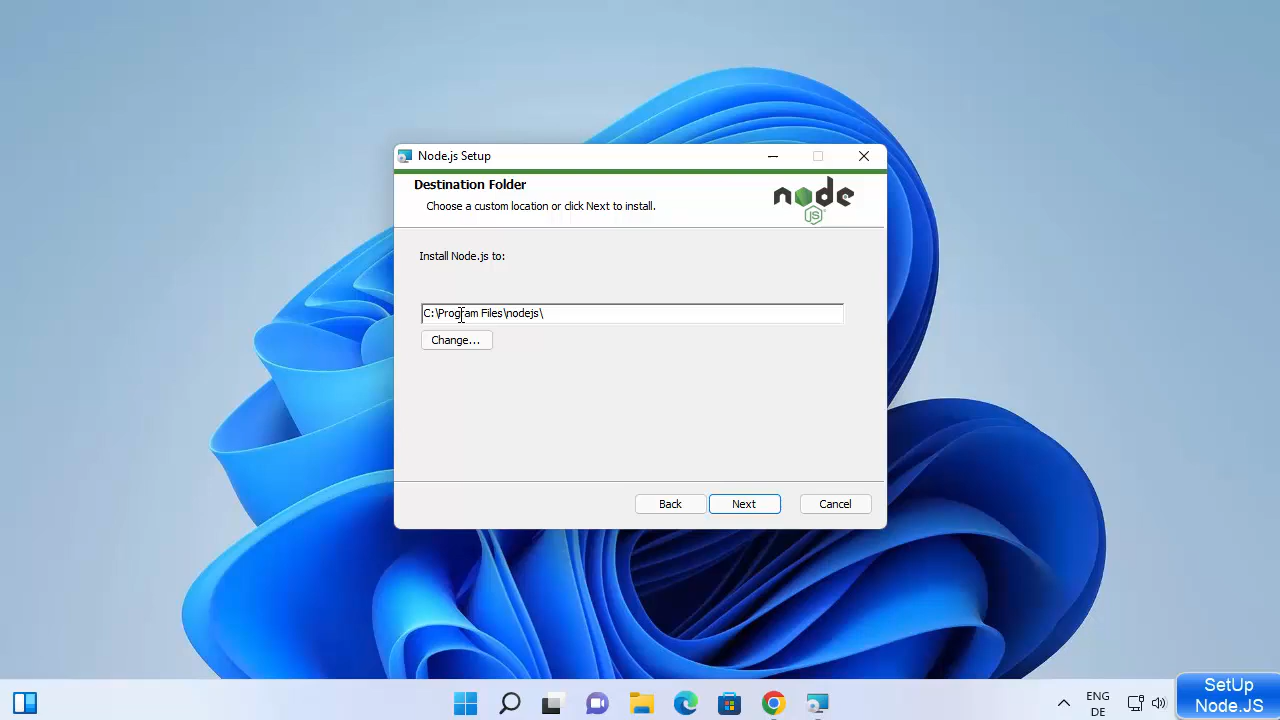 Node.js Setup
Destination Folder
Choose a custom location or click Next to install.
node
JS
Install Node.js to:
C:\Program Files\nodejs\
Change...
Back
Next
Cancel
ENG
DE
SetUp
Node.JS